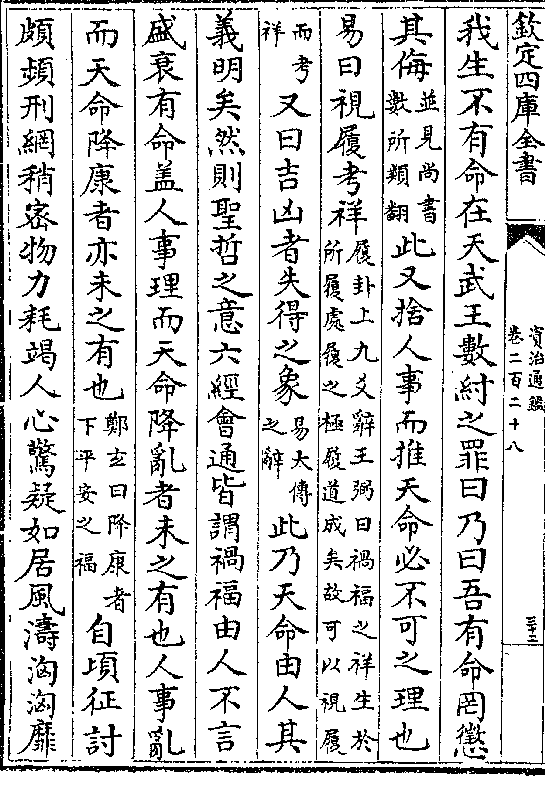 欽定四庫全書
資治通鑑
卷二百二十八
三十三
我生不有命在天武王數紂之罪曰乃曰吾有命罔懲
其侮並見尚書數所類翻此又捨人事而推天命必不可之理也
易曰視履考祥履卦上九爻辭王弼曰禍福之祥生於所履處履之極履道成矣故可以視履
而考祥又曰吉凶者失得之象易大傳之辭此乃天命由人其
義明矣然則聖哲之意六經會通皆謂禍福由人不言
盛衰有命盖人事理而天命降亂者未之有也人事亂
而天命降康者亦未之有也鄭玄曰降康者下平安之福自頃征討
頗頻刑網稍密物力耗竭人心驚疑如居風濤洶洶靡